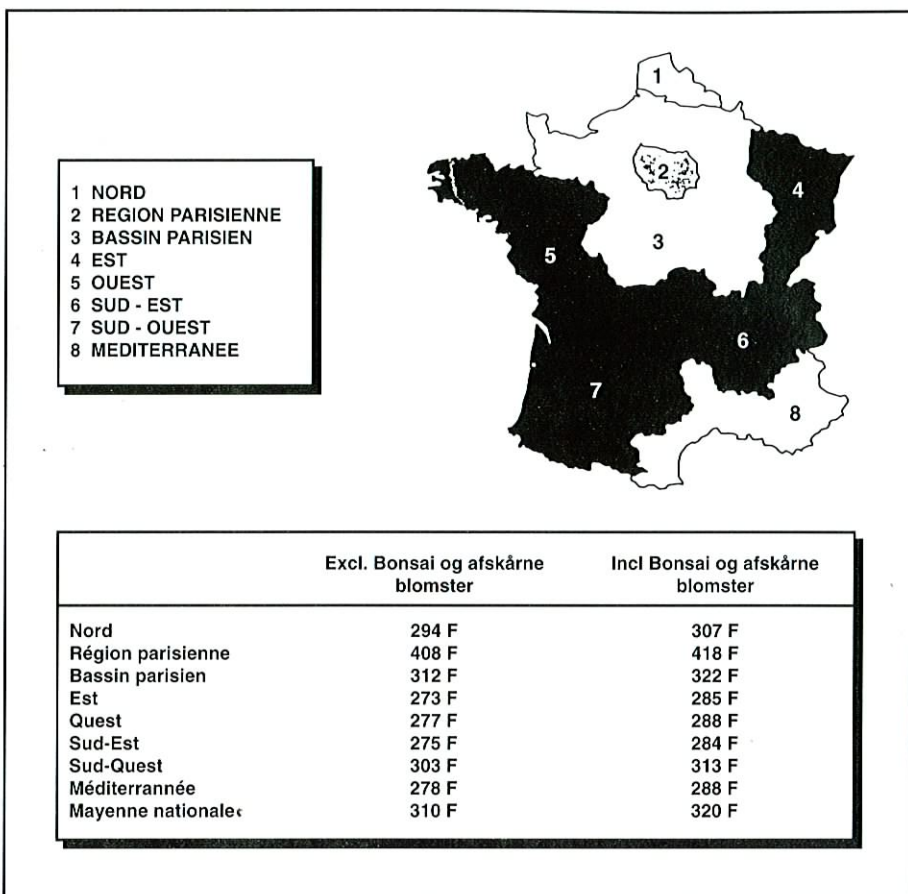 1 NORD
2 REGION PARISIENNE
3 BASSIN PARISIEN
4 EST
5 OUEST
6 SUD - EST
7 SUD - OUEST
8 MEDITERRANEE
1
2
4
3
5
6
7
8
Excl. Bonsai og afskårne Incl Bonsai og afskårne
blomster blomster
Nord 294 F 307 F
Région parisienne 408 F 418 F
Bassin parisien 312 F 322 F
Est 273 F 285 F
Quest 277 F 288 F
Sud-Est 275 F 284 F
Sud-Quest 303 F 313 F
Méditerrannée 278 F 288 F
Mayenne nationale 310 F 320 F